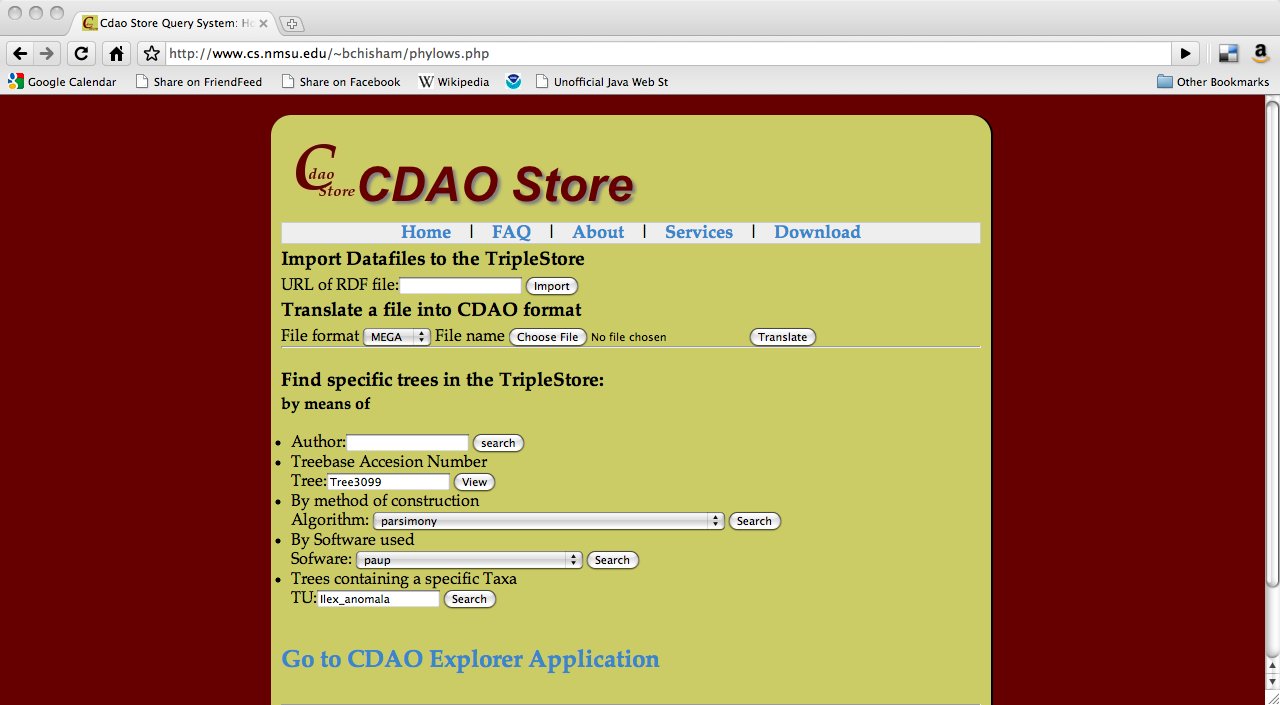 Cdao Store Query System: Ho
http://www.cs.nmsu.edu/~bchisham/phylows.php
Google Calendar Share on FriendFeed Share on Facebook W Wikipedia Unofficial Java Web St Other Bookmarks
Cdao Store CDAO Store
Home | FAQ | About | Services | Download
Import Datafiles to the TripleStore
URL of RDF file: Import
Translate a file into CDAO format
File format MEGA File name Choose File No file chosen Translate
Find specific trees in the TripleStore:
by means of
• Author: search
• Treebase Accesion Number
Tree: Tree3099 View
• By method of construction
Algorithm: parsimony Search
• By Software used
Sofware: paup Search
• Trees containing a specific Taxa
TU: Ilex_anomala Search
Go to CDAO Explorer Application